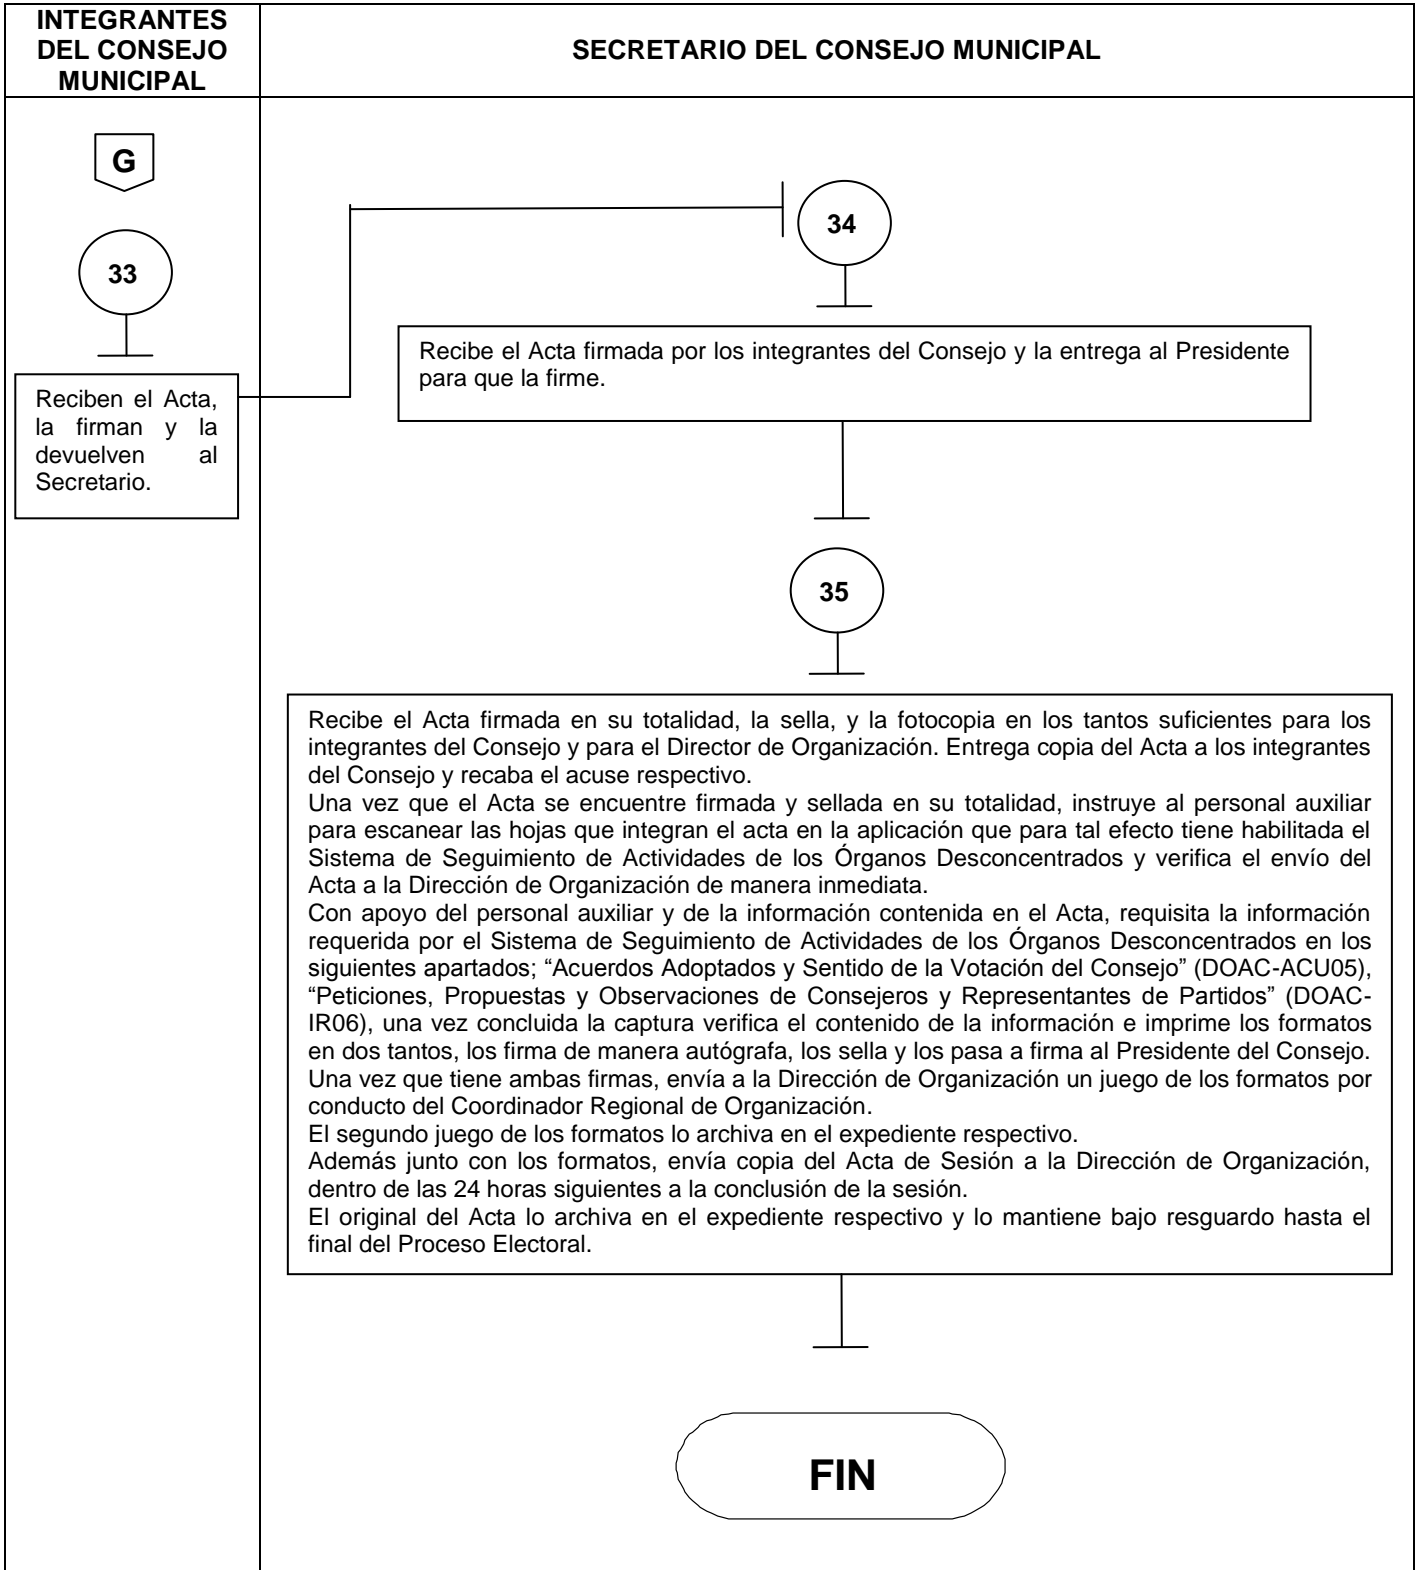 INTEGRANTES
DEL CONSEJO
MUNICIPAL
SECRETARIO DEL CONSEJO MUNICIPAL
G
33
Reciben el Acta,
la firman y la
devuelven al
Secretario.
34
Recibe el Acta firmada por los integrantes del Consejo y la entrega al Presidente
para que la firme.
35
Recibe el Acta firmada en su totalidad, la sella, y la fotocopia en los tantos suficientes para los
integrantes del Consejo y para el Director de Organización. Entrega copia del Acta a los integrantes
del Consejo y recaba el acuse respectivo.
Una vez que el Acta se encuentre firmada y sellada en su totalidad, instruye al personal auxiliar
para escanear las hojas que integran el acta en la aplicación que para tal efecto tiene habilitada el
Sistema de Seguimiento de Actividades de los Órganos Desconcentrados y verifica el envío del
Acta a la Dirección de Organización de manera inmediata.
Con apoyo del personal auxiliar y de la información contenida en el Acta, requisita la información
requerida por el Sistema de Seguimiento de Actividades de los Órganos Desconcentrados en los
siguientes apartados; “Acuerdos Adoptados y Sentido de la Votación del Consejo” (DOAC-ACU05),
“Peticiones, Propuestas y Observaciones de Consejeros y Representantes de Partidos” (DOAC-
IR06), una vez concluida la captura verifica el contenido de la información e imprime los formatos
en dos tantos, los firma de manera autógrafa, los sella y los pasa a firma al Presidente del Consejo.
Una vez que tiene ambas firmas, envía a la Dirección de Organización un juego de los formatos por
conducto del Coordinador Regional de Organización.
El segundo juego de los formatos lo archiva en el expediente respectivo.
Además junto con los formatos, envía copia del Acta de Sesión a la Dirección de Organización,
dentro de las 24 horas siguientes a la conclusión de la sesión.
El original del Acta lo archiva en el expediente respectivo y lo mantiene bajo resguardo hasta el
final del Proceso Electoral.
FIN